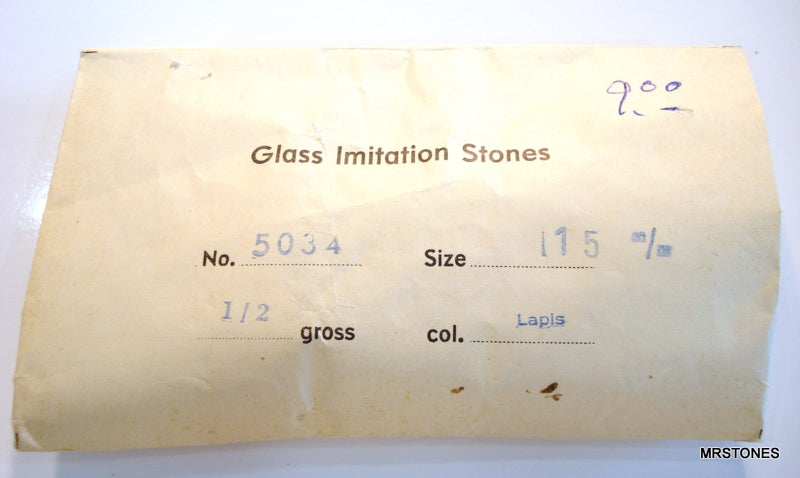 9.00
Glass Imitation Stones
No. 5034 Size 115 m/m
1/2 gross col. Lapis
MRSTONES